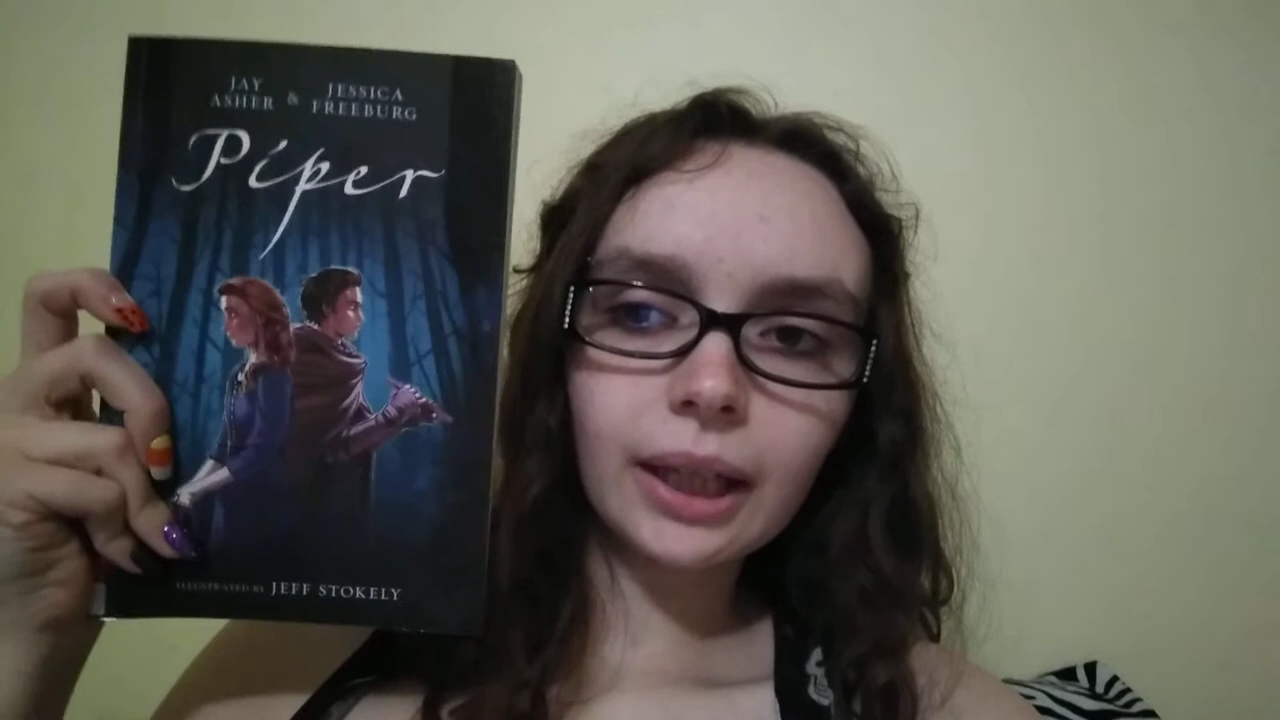 JAY ASHER & JESSICA FREEBURG
Piper
ILLUSTRATED BY JEFF STOKELY